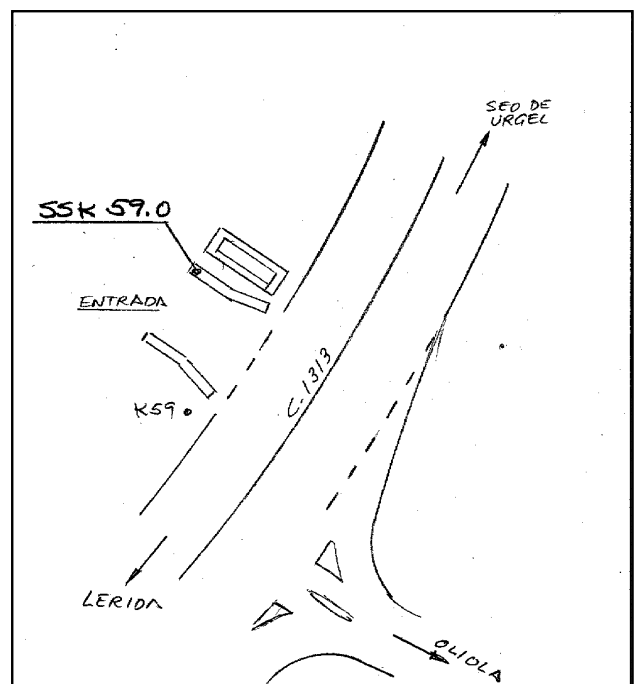 SEO DE
URGEL
SSK 59.0
ENTRADA
K59
C-1313
LERIDA
OLIOLA